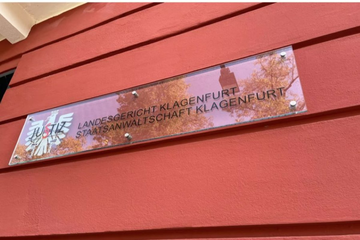 JUSTIZ
LANDESGERICHT KLAGENFURT
STAATSANWALTSCHAFT KLAGENFURT